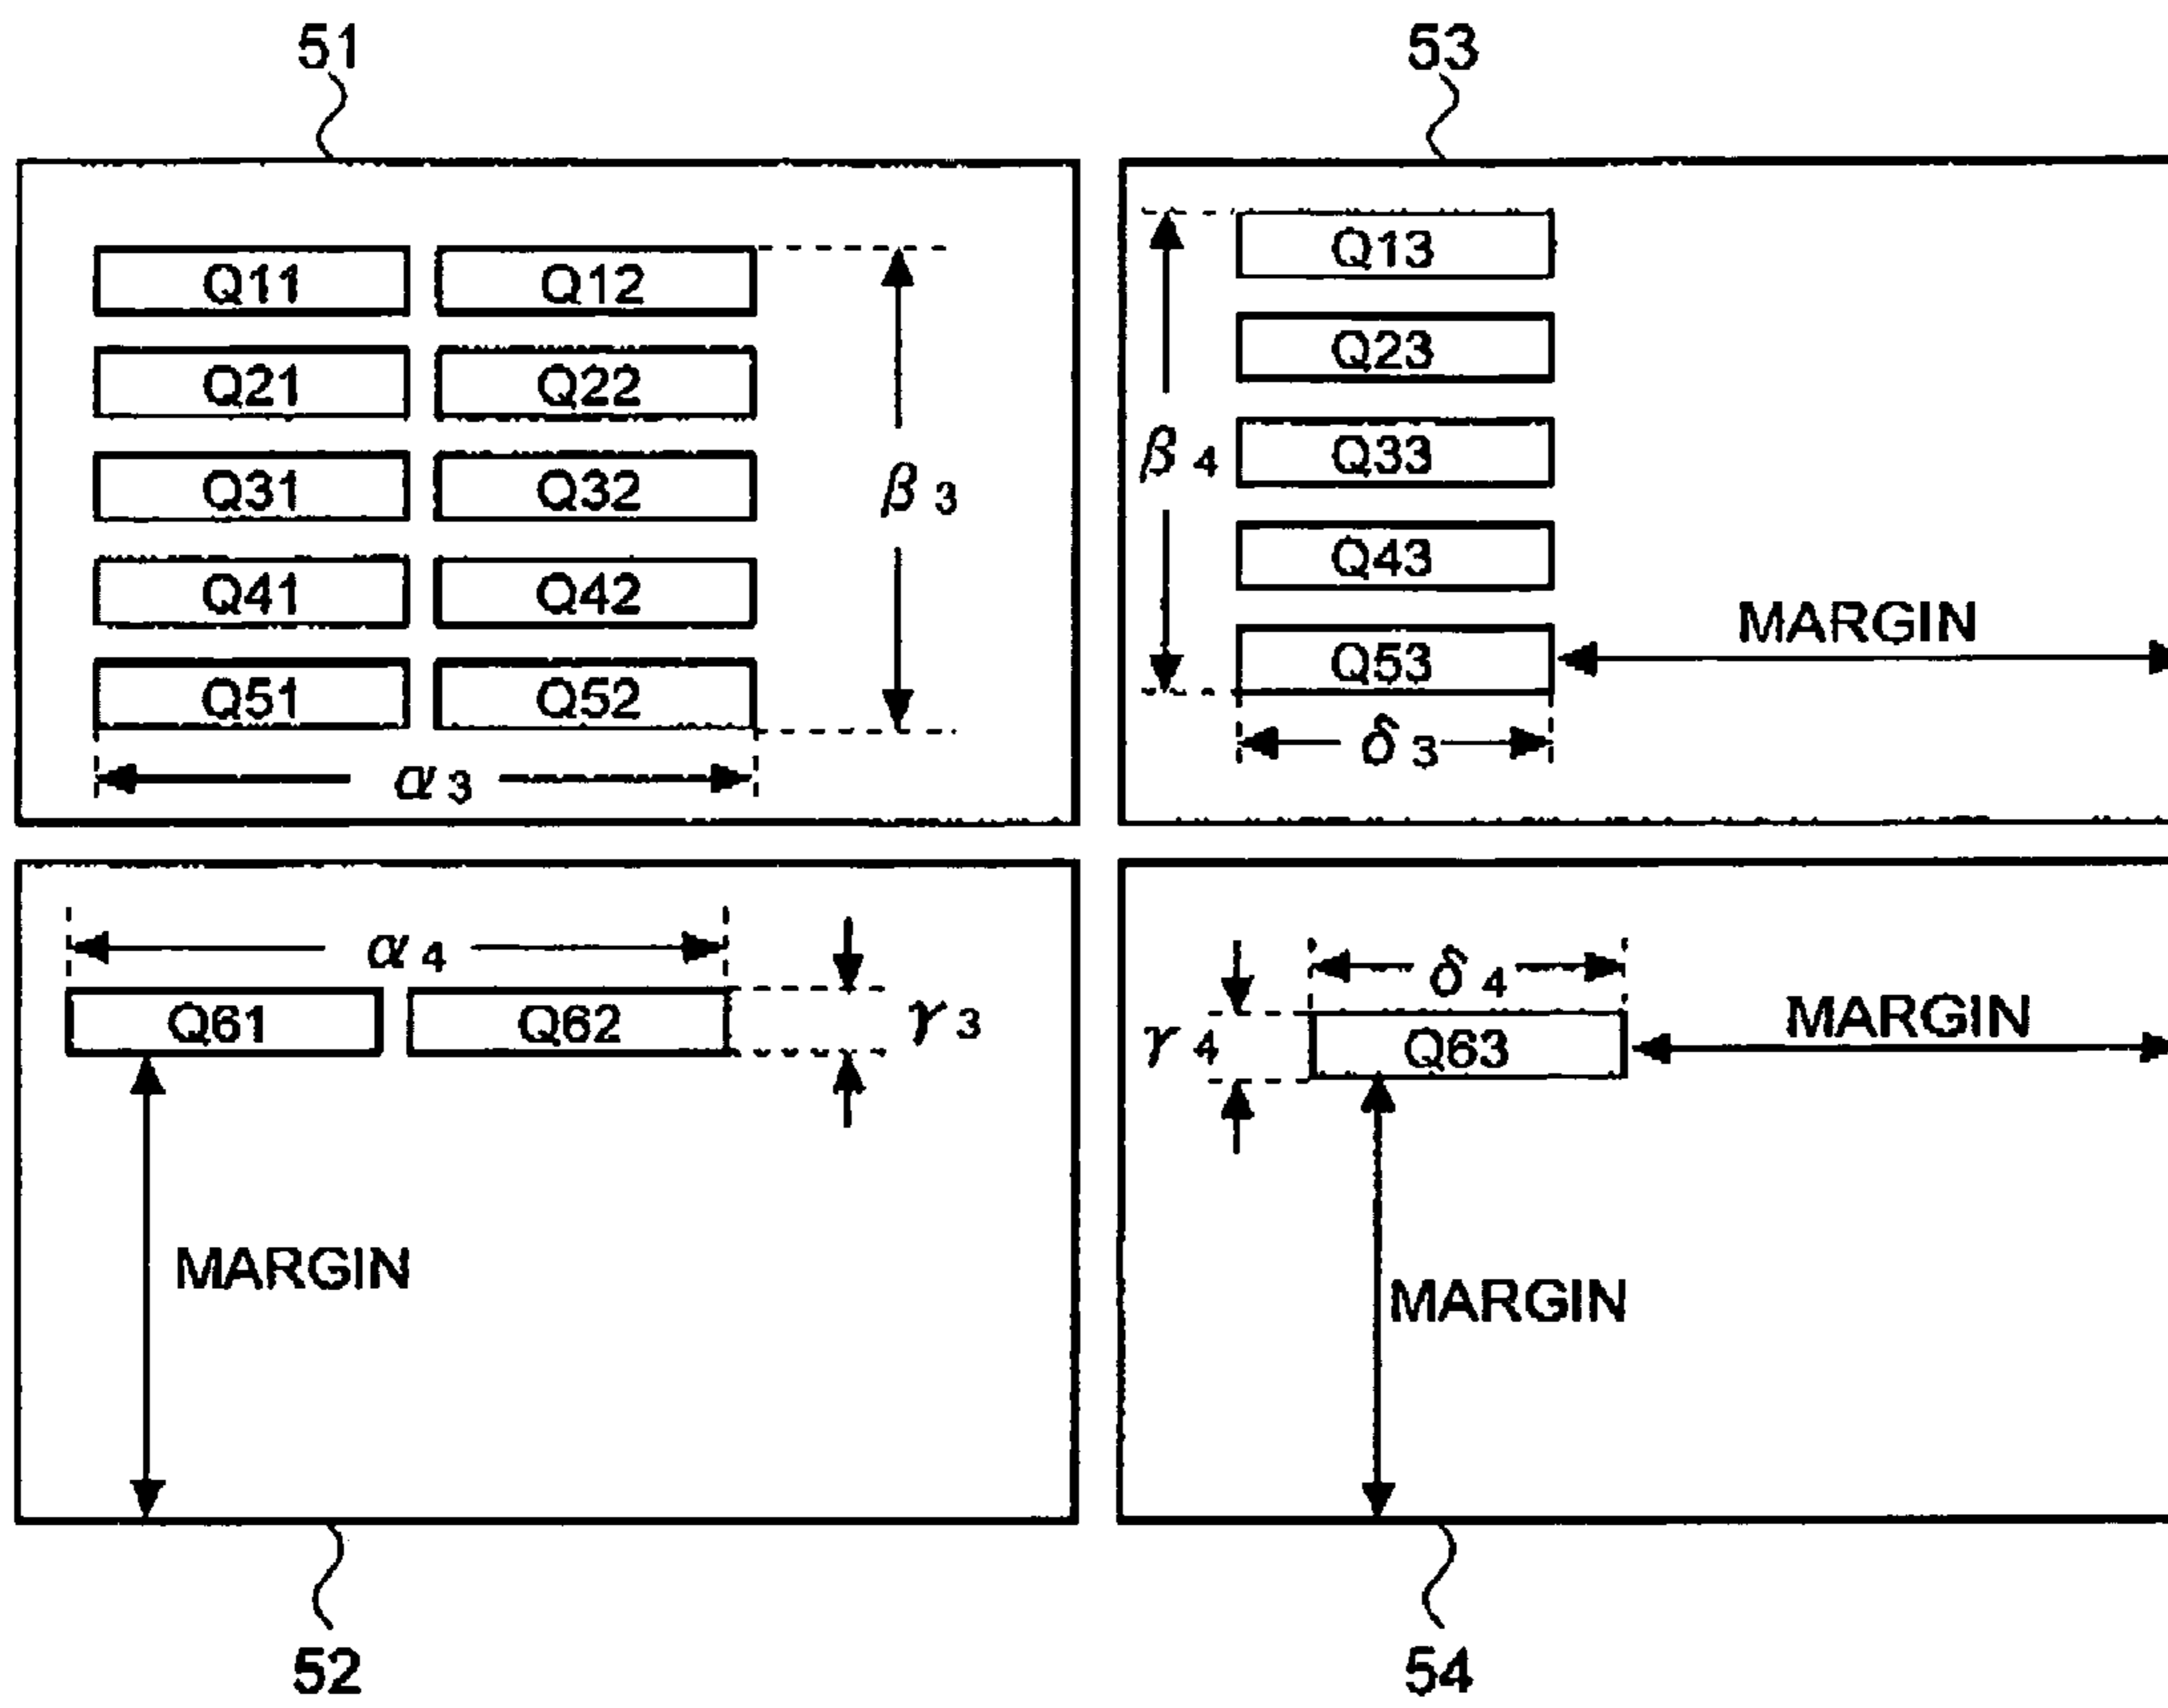 51
53
Q11 Q12
Q21 Q22
Q31 Q32
Q41 Q42
Q51 Q52
β3
α3
Q13
Q23
Q33
Q43
Q53
β4
MARGIN
δ3
α4
Q61 Q62
γ3
MARGIN
δ4
γ4
Q63
MARGIN
MARGIN
52
54